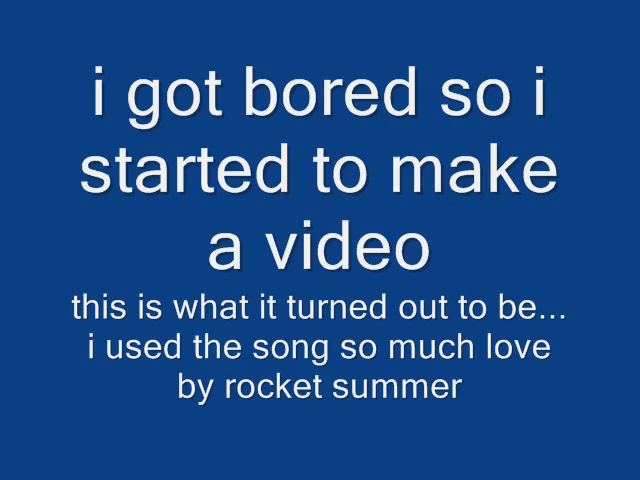 i got bored so i
started to make
a video
this is what it turned out to be...
i used the song so much love
by rocket summer